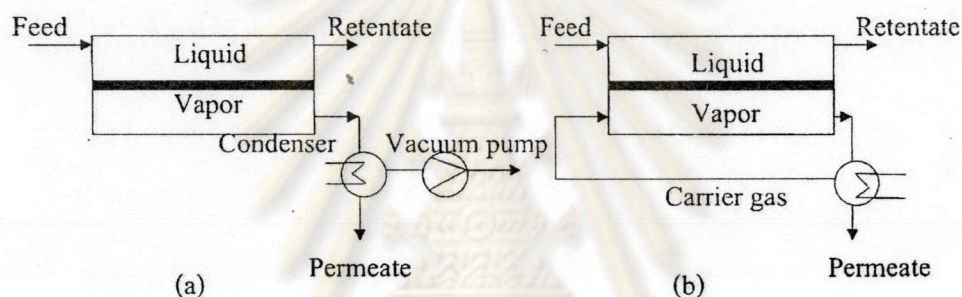 Feed
Retentate
Liquid
Vapor
Condenser
Vacuum pump
Permeate
(a)
Feed
Retentate
Liquid
Vapor
Carrier gas
Permeate
(b)